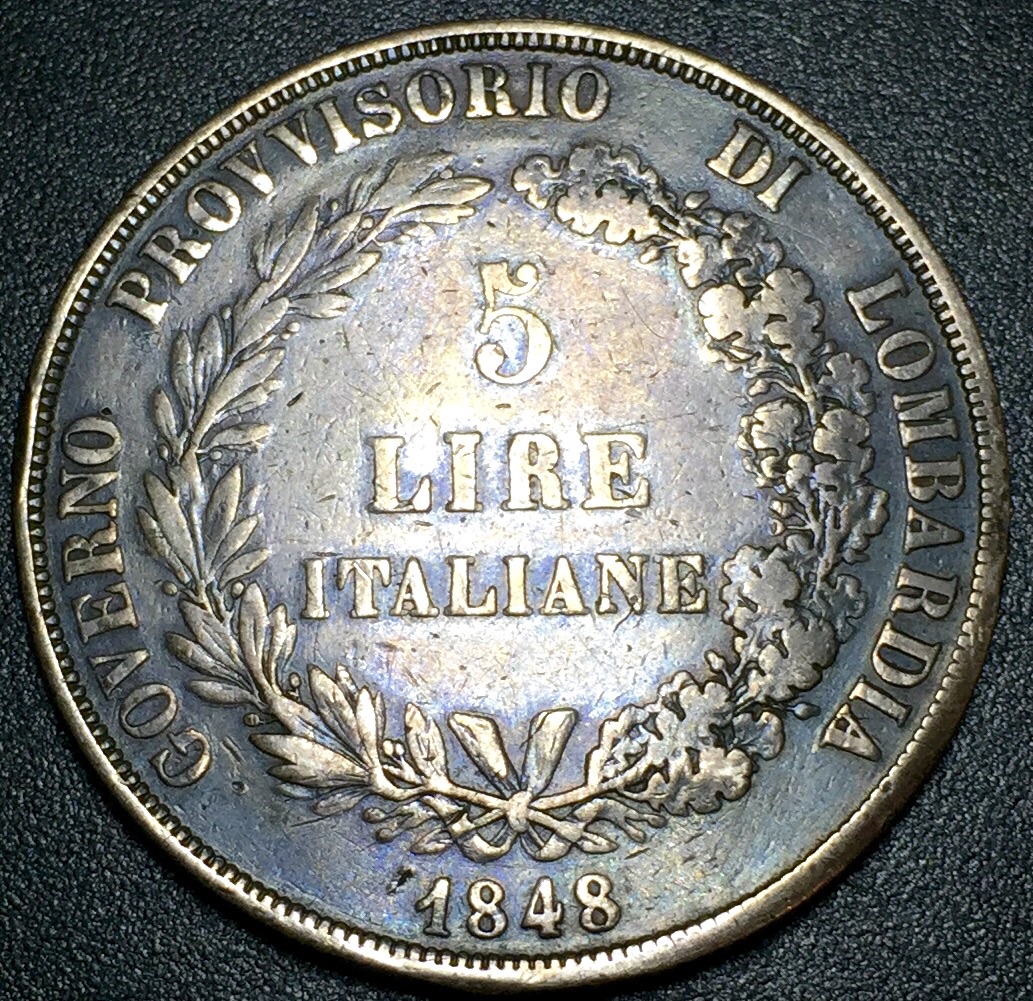 GOVERNO PROVVISORIO DI LOMBARDIA
5
LIRE
ITALIANE
1848